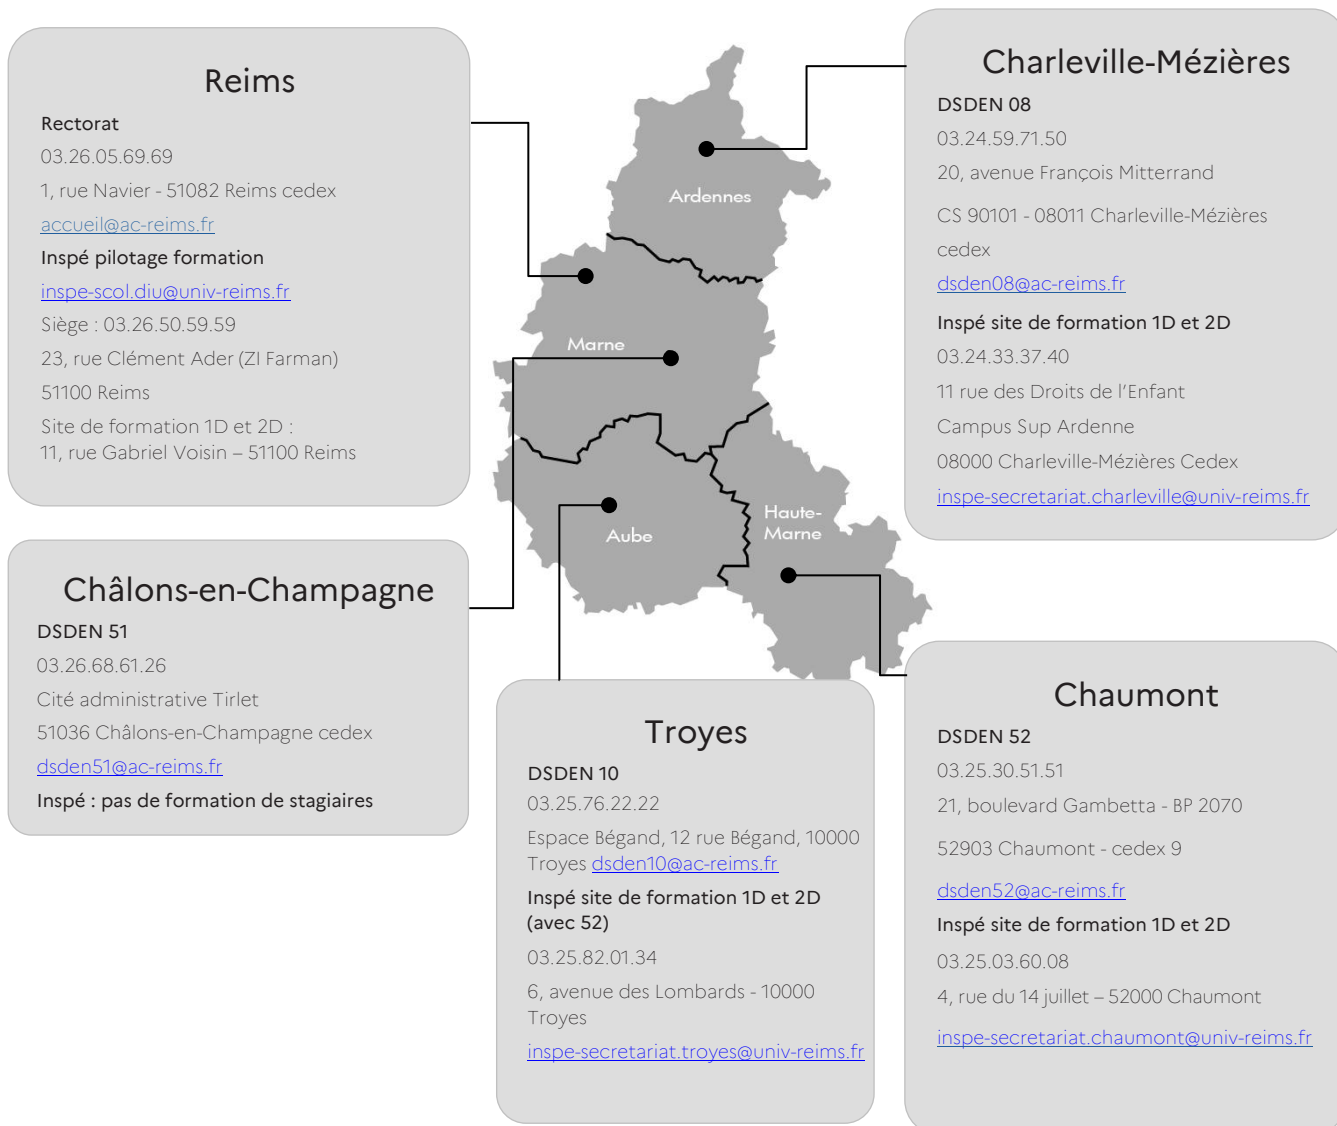 Reims
Rectorat
03.26.05.69.69
1, rue Navier - 51082 Reims cedex
accueil@ac-reims.fr
Inspé pilotage formation
inspe-scol.diu@univ-reims.fr
Siège : 03.26.50.59.59
23, rue Clément Ader (ZI Farman)
51100 Reims
Site de formation 1D et 2D :
11, rue Gabriel Voisin – 51100 Reims
Châlons-en-Champagne
DSDEN 51
03.26.68.61.26
Cité administrative Tirlet
51036 Châlons-en-Champagne cedex
dsden51@ac-reims.fr
Inspé : pas de formation de stagiaires
Ardennes
Marne
Aube
Haute-
Marne
Troyes
DSDEN 10
03.25.76.22.22
Espace Bégand, 12 rue Bégand, 10000
Troyes dsden10@ac-reims.fr
Inspé site de formation 1D et 2D
(avec 52)
03.25.82.01.34
6, avenue des Lombards - 10000
Troyes
inspe-secretariat.troyes@univ-reims.fr
Charleville-Mézières
DSDEN 08
03.24.59.71.50
20, avenue François Mitterrand
CS 90101 - 08011 Charleville-Mézières
cedex
dsden08@ac-reims.fr
Inspé site de formation 1D et 2D
03.24.33.37.40
11 rue des Droits de l'Enfant
Campus Sup Ardenne
08000 Charleville-Mézières Cedex
inspe-secretariat.charleville@univ-reims.fr
Chaumont
DSDEN 52
03.25.30.51.51
21, boulevard Gambetta - BP 2070
52903 Chaumont - cedex 9
dsden52@ac-reims.fr
Inspé site de formation 1D et 2D
03.25.03.60.08
4, rue du 14 juillet – 52000 Chaumont
inspe-secretariat.chaumont@univ-reims.fr